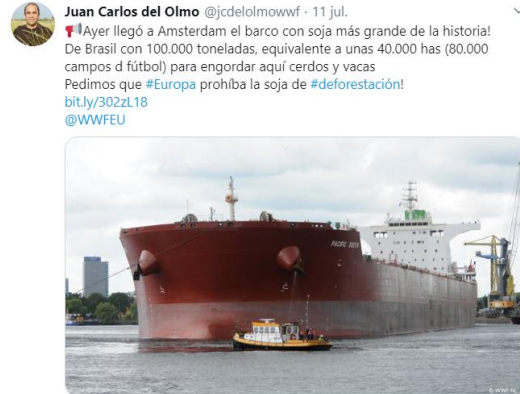 Juan Carlos del Olmo @jcdelolmowwf · 11 jul.
Ayer llegó a Amsterdam el barco con soja más grande de la historia!
De Brasil con 100.000 toneladas, equivalente a unas 40.000 has (80.000
campos d fútbol) para engordar aquí cerdos y vacas
Pedimos que #Europa prohíba la soja de #deforestación!
bit.ly/302zL18
@WWFEU
PACIFIC SOUTH